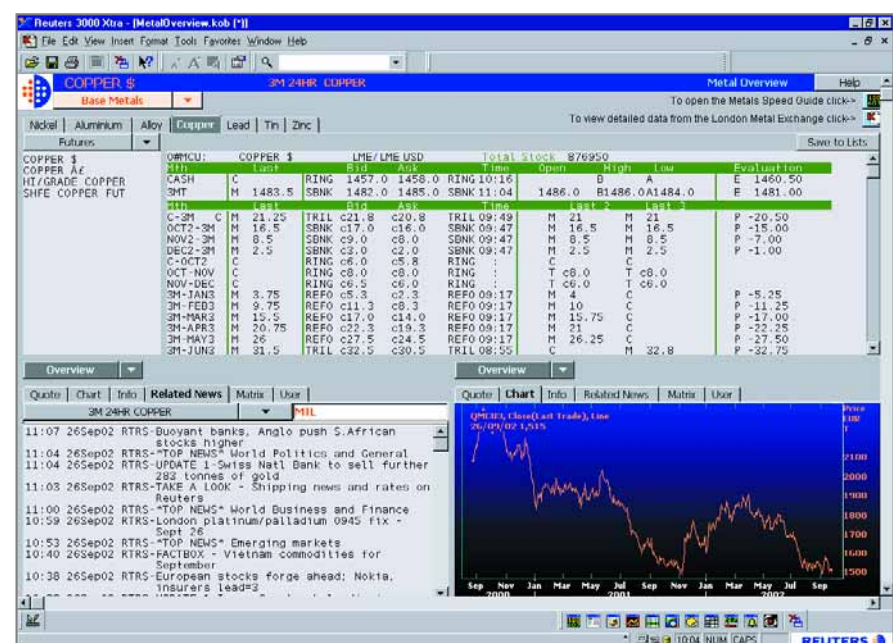 Reuters 3000 Xtra - [MetalOverview.kob (*)]
File Edit View Insert Format Tools Favorites Window Help
COPPER $ 3M 24HR COPPER Metal Overview Help
Base Metals To open the Metals Speed Guide click->
Nickel Aluminium Alloy Copper Lead Tin Zinc To view detailed data from the London Metal Exchange click->
Futures Save to Lists
COPPER $
COPPER Â£
HI/GRADE COPPER
SHFE COPPER FUT
0#MCU: COPPER $ LME/LME USD Total Stock 876950
Mth Last Bid Ask Time Open High Low Evaluation
CASH C RING 1457.0 1458.0 RING 10:16 B A E 1460.50
3MT M 1483.5 SBNK 1482.0 1485.0 SBNK 11:04 1486.0 B1486.0A1484.0 E 1481.00
Mth Last Bid Ask Time Last 2 Last 3
C-3M C M 21.25 TRIL c21.8 c20.8 TRIL 09:49 M 21 M 21 P -20.50
OCT2-3M M 16.5 SBNK c17.0 c16.0 SBNK 09:47 M 16.5 M 16.5 P -15.00
NOV2-3M M 8.5 SBNK c9.0 c8.0 SBNK 09:47 M 8.5 M 8.5 P -7.00
DEC2-3M M 2.5 SBNK c3.0 c2.0 SBNK 09:47 M 2.5 M 2.5 P -1.00
C-OCT2 C RING c6.0 c5.8 RING : C C
OCT-NOV C RING c8.0 c8.0 RING : T c8.0 T c8.0
NOV-DEC C RING c6.5 c6.0 RING : T c6.0 T c6.0
3M-JAN3 M 3.75 REFO c5.3 c2.3 REFO 09:17 M 4 C P -5.25
3M-FEB3 M 9.75 REFO c11.3 c8.3 REFO 09:17 M 10 C P -11.25
3M-MAR3 M 15.5 REFO c17.0 c14.0 REFO 09:17 M 15.75 C P -17.00
3M-APR3 M 20.75 REFO c22.3 c19.3 REFO 09:17 M 21 C P -22.25
3M-MAY3 M 26 REFO c27.5 c24.5 REFO 09:17 M 26.25 C P -27.50
3M-JUN3 M 31.5 TRIL c32.5 c30.5 TRIL 08:55 C M 32.8 P -32.75
Overview
Quote Chart Info Related News Matrix User
3M 24HR COPPER MTL
11:07 26Sep02 RTRS-Buoyant banks, Anglo push S.African
stocks higher
11:04 26Sep02 RTRS-*TOP NEWS* World Politics and General
11:04 26Sep02 RTRS-UPDATE 1-Swiss Natl Bank to sell further
283 tonnes of gold
11:03 26Sep02 RTRS-TAKE A LOOK - Shipping news and rates on
Reuters
11:00 26Sep02 RTRS-*TOP NEWS* World Business and Finance
10:59 26Sep02 RTRS-London platinum/palladium 0945 fix -
Sept 26
10:53 26Sep02 RTRS-*TOP NEWS* Emerging markets
10:40 26Sep02 RTRS-FACTBOX - Vietnam commodities for
September
10:38 26Sep02 RTRS-European stocks forge ahead; Nokia,
insurers lead=3
Overview
Quote Chart Info Related News Matrix User
QMCU3, Close(Last Trade), Line
26/09/02 1,515
Price
2100
2000
1900
1800
1700
1600
1500
Sep Nov Jan Mar May Jul Sep Nov Jan Mar May Jul Sep
2000 2001 2002
10:04 NUM CAPS REUTERS